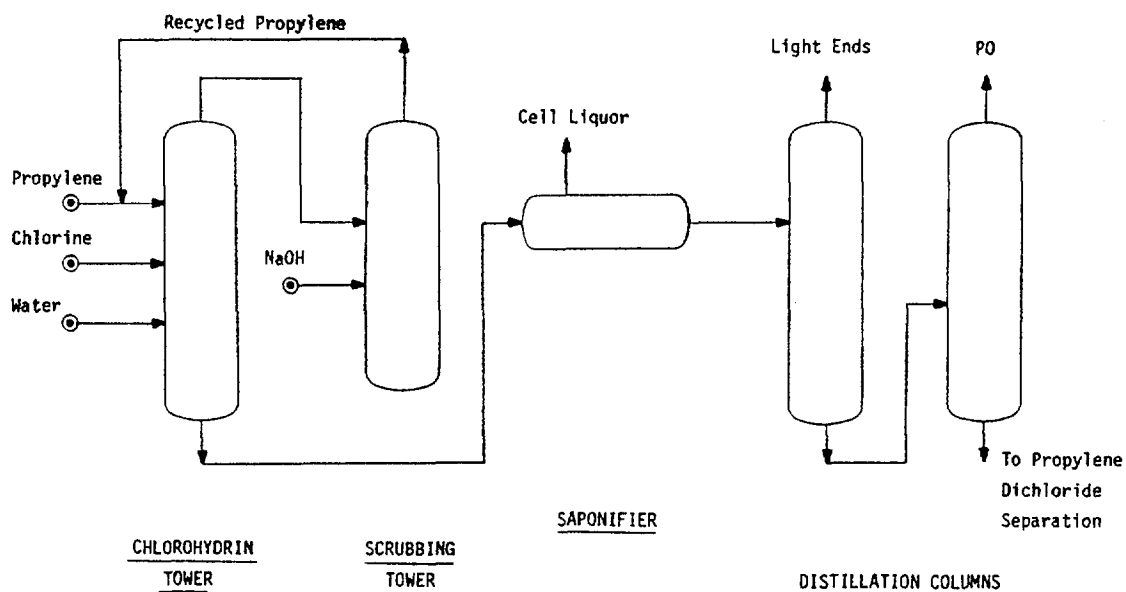 Recycled Propylene
Light Ends
PO
Cell Liquor
Propylene
Chlorine
NaOH
Water
To Propylene
Dichloride
Separation
SAPONIFIER
CHLOROHYDRIN
TOWER
SCRUBBING
TOWER
DISTILLATION COLUMNS